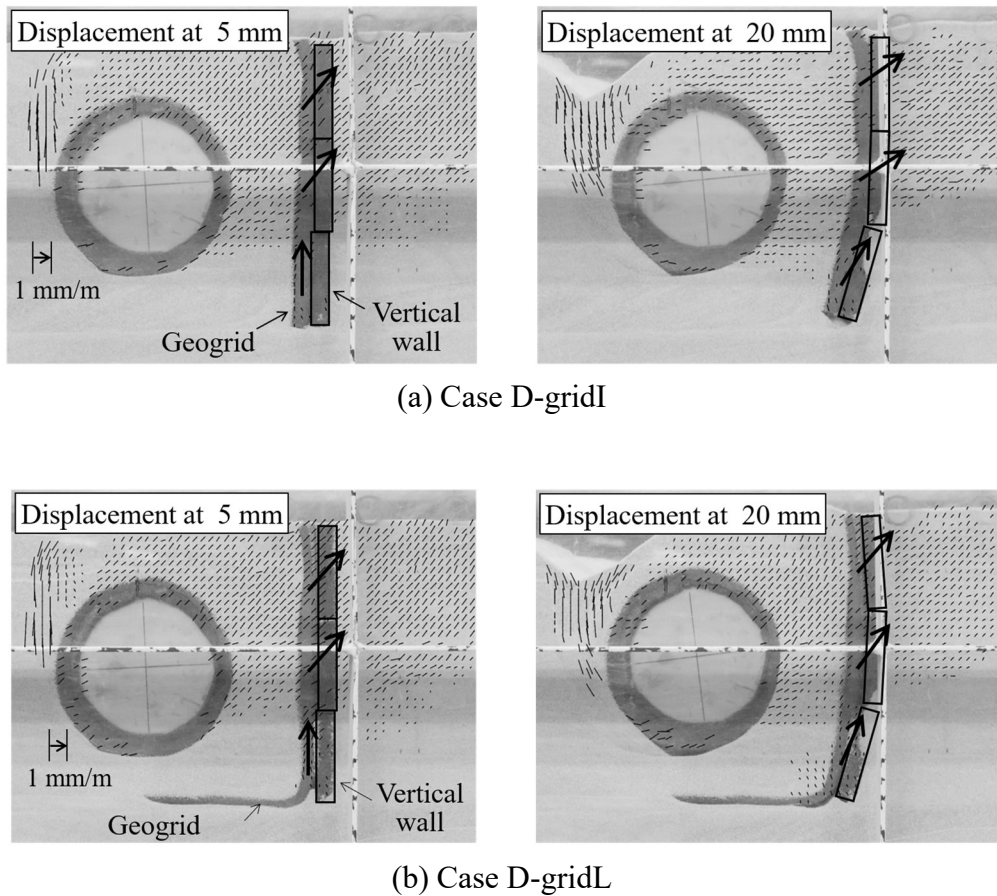 Displacement at 5 mm
Displacement at 20 mm
1 mm/m
Geogrid
Vertical
wall
(a) Case D-gridI
Displacement at 5 mm
Displacement at 20 mm
1 mm/m
Geogrid
Vertical
wall
(b) Case D-gridL